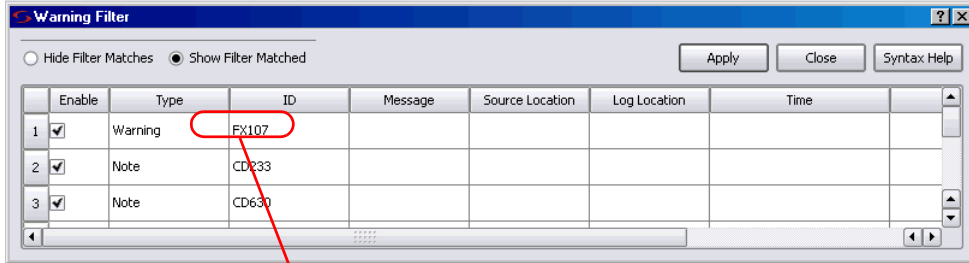 Warning Filter
Hide Filter Matches Show Filter Matched Apply Close Syntax Help
Enable Type ID Message Source Location Log Location Time
1 Warning FX107
2 Note CD233
3 Note CD630